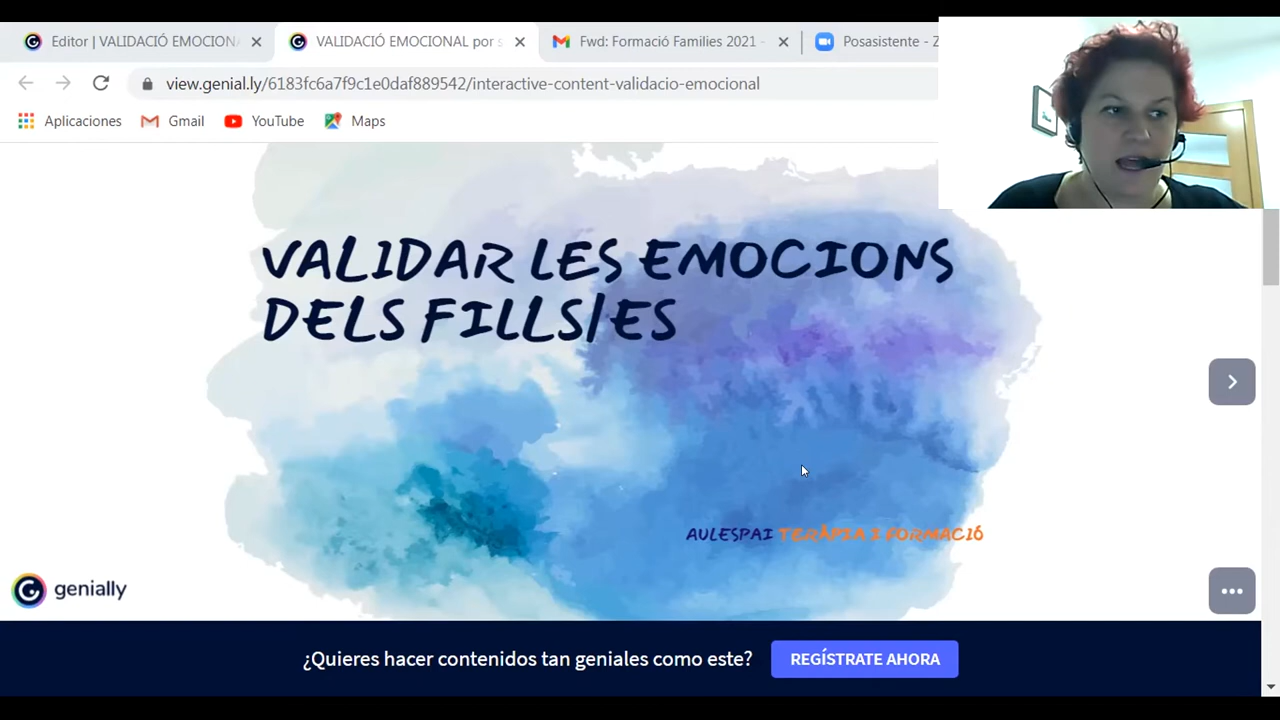 Editor | VALIDACIÓ EMOCION
VALIDACIÓ EMOCIONAL por s
Fwd: Formació Families 2021 -
Posasistente - Z
view.genial.ly/6183fc6a7f9c1e0daf889542/interactive-content-validacio-emocional
Aplicaciones
Gmail
YouTube
Maps
VALIDAR LES EMOCIONS
DELS FILLS/ES
AULESPAI TERÀPIA I FORMACIÓ
genially
¿Quieres hacer contenidos tan geniales como este?
REGÍSTRATE AHORA